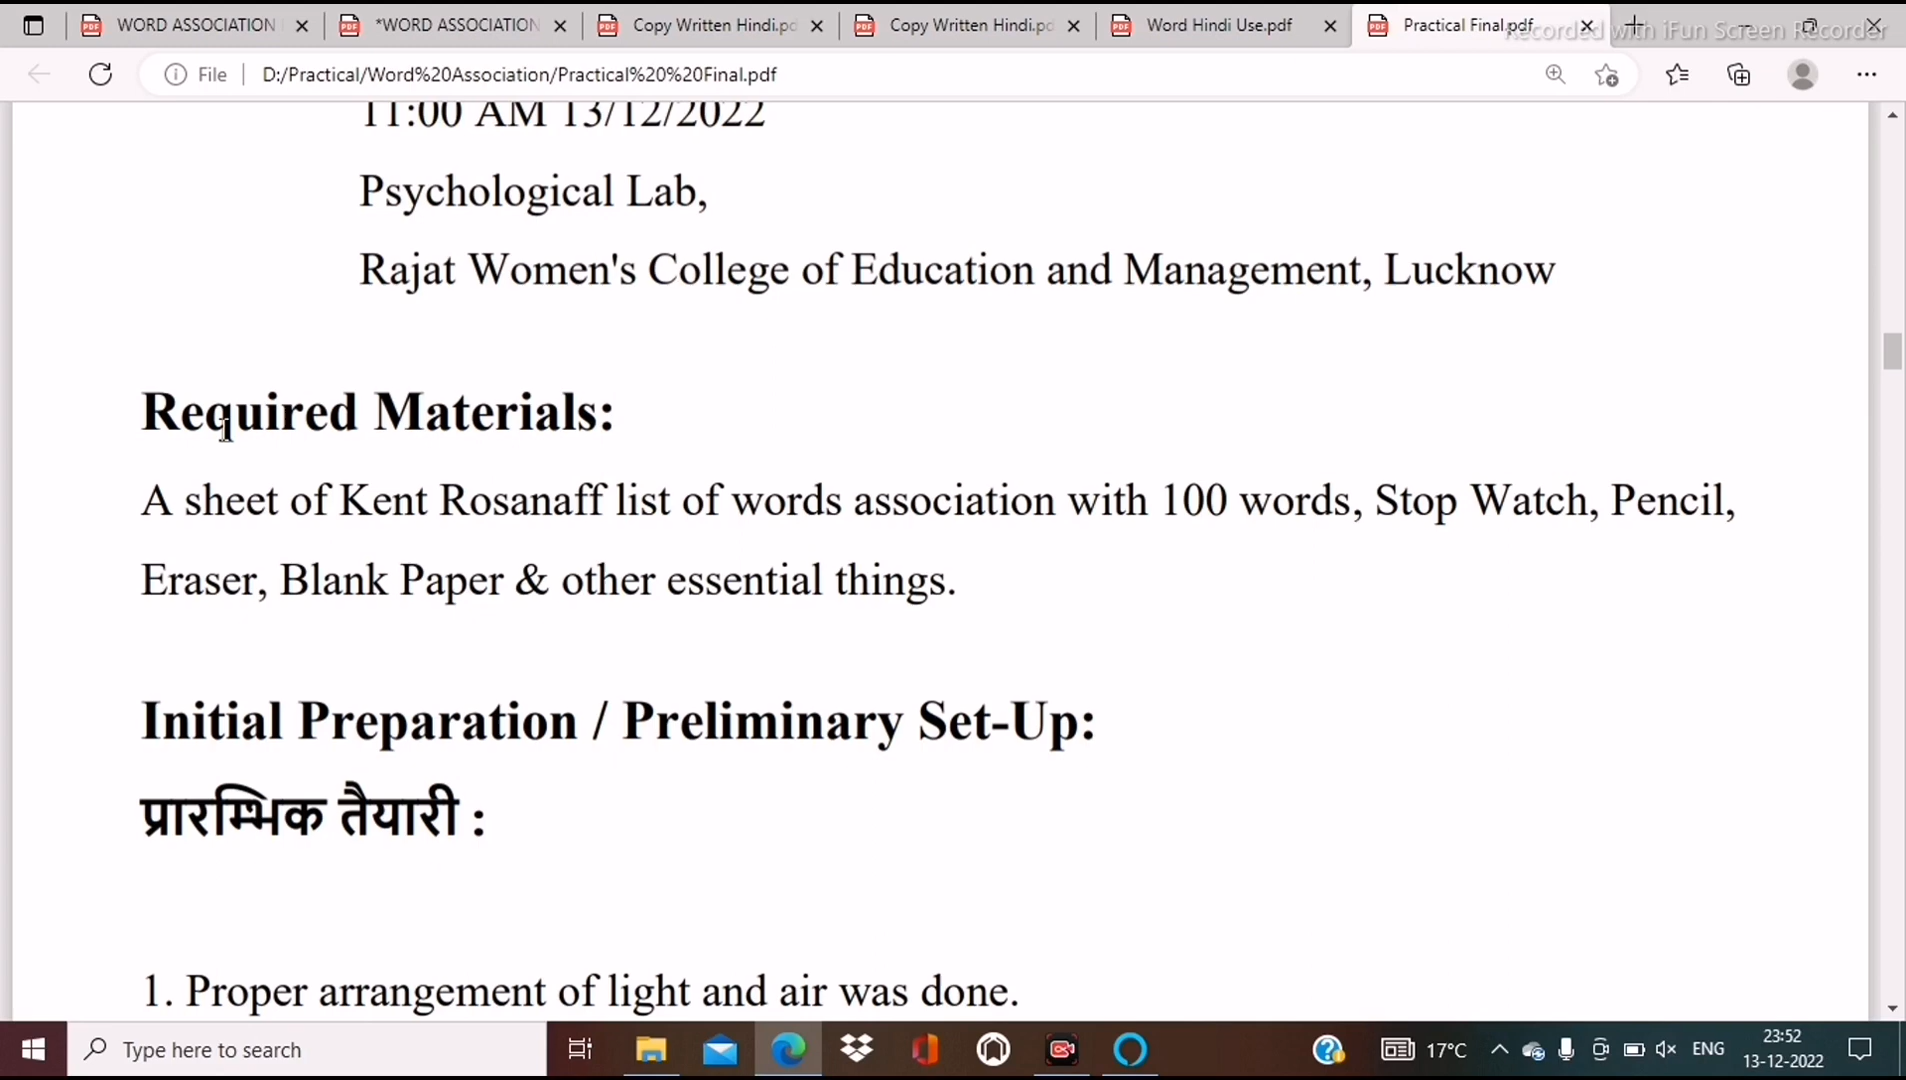 WORD ASSOCIATION
*WORD ASSOCIATION
Copy Written Hindi.pd
Copy Written Hindi.pd
Word Hindi Use.pdf
Practical Final.pdf
Recorded with iFun Screen Recorder
File
D:/Practical/Word%20Association/Practical%20%20Final.pdf
11:00 AM 13/12/2022
Psychological Lab,
Rajat Women's College of Education and Management, Lucknow
Required Materials:
A sheet of Kent Rosanaff list of words association with 100 words, Stop Watch, Pencil,
Eraser, Blank Paper & other essential things.
Initial Preparation / Preliminary Set-Up:
प्रारम्भिक तैयारी :
1. Proper arrangement of light and air was done.
Type here to search
17°C
ENG
23:52
13-12-2022